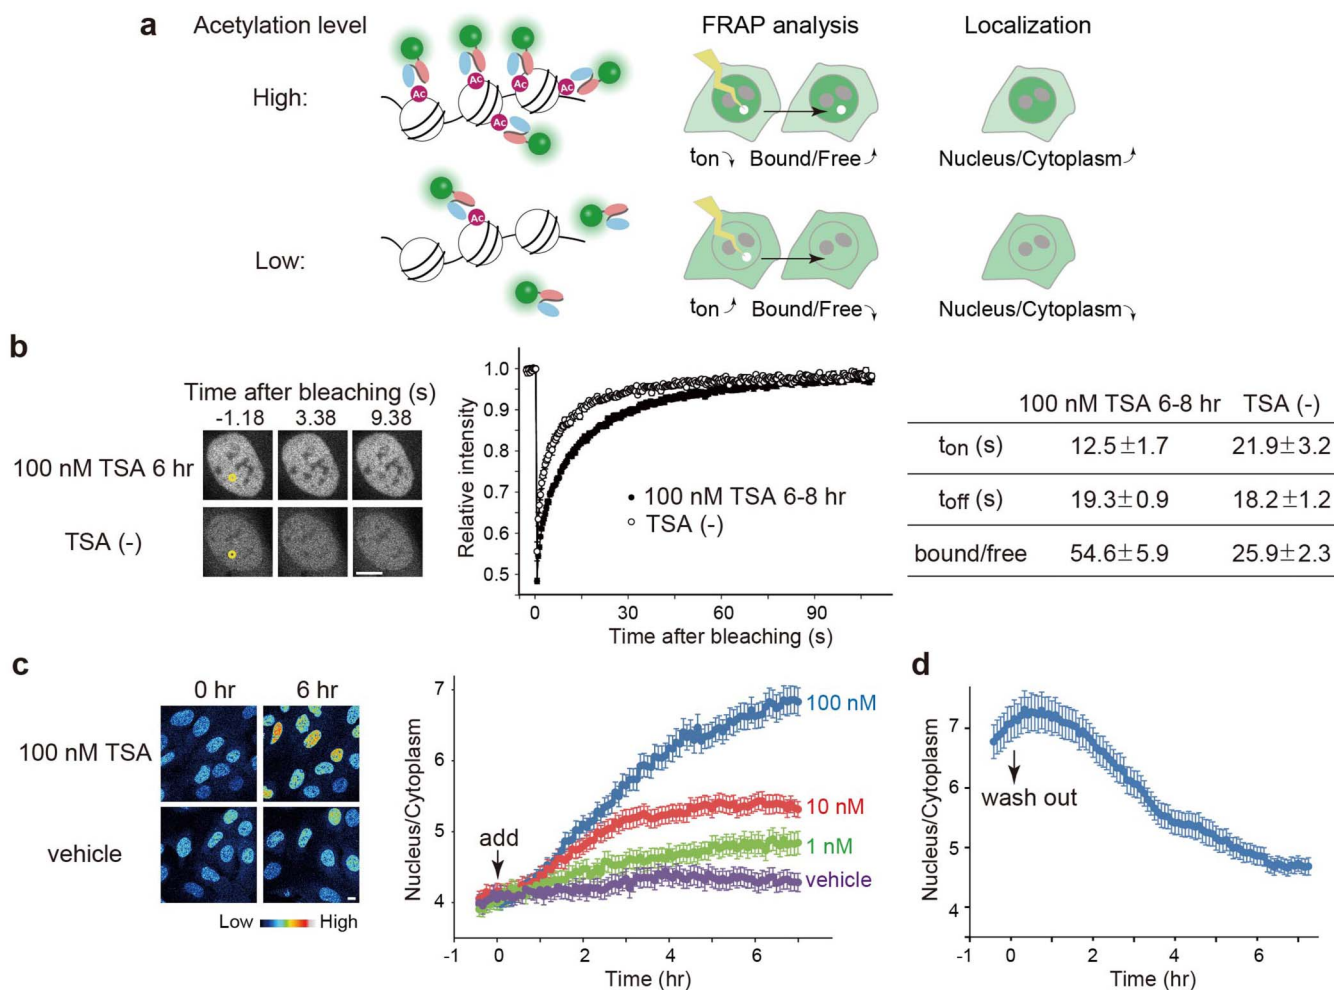 a Acetylation level FRAP analysis Localization
High:
Ac Ac Ac Ac Ac
ton Bound/Free Nucleus/Cytoplasm
Low:
Ac
ton Bound/Free Nucleus/Cytoplasm
b
Time after bleaching (s)
-1.18 3.38 9.38
100 nM TSA 6 hr
TSA (-)
Relative intensity
1.0
0.9
0.8
0.7
0.6
0.5
100 nM TSA 6-8 hr
TSA (-)
0 30 60 90
Time after bleaching (s)
100 nM TSA 6-8 hr TSA (-)
ton (s) 12.5±1.7 21.9±3.2
toff (s) 19.3±0.9 18.2±1.2
bound/free 54.6±5.9 25.9±2.3
c
0 hr 6 hr
100 nM TSA
vehicle
Low High
Nucleus/Cytoplasm
7
6
5
4
add
100 nM
10 nM
1 nM
vehicle
-1 0 2 4 6 8
Time (hr)
d
Nucleus/Cytoplasm
7
6
5
4
wash out
-1 0 2 4 6
Time (hr)